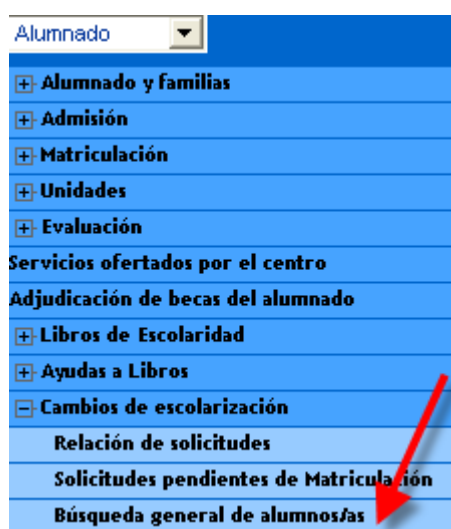 Alumnado
Alumnado y familias
Admisión
Matriculación
Unidades
Evaluación
Servicios ofertados por el centro
Adjudicación de becas del alumnado
Libros de Escolaridad
Ayudas a Libros
Cambios de escolarización
Relación de solicitudes
Solicitudes pendientes de Matriculación
Búsqueda general de alumnos/as